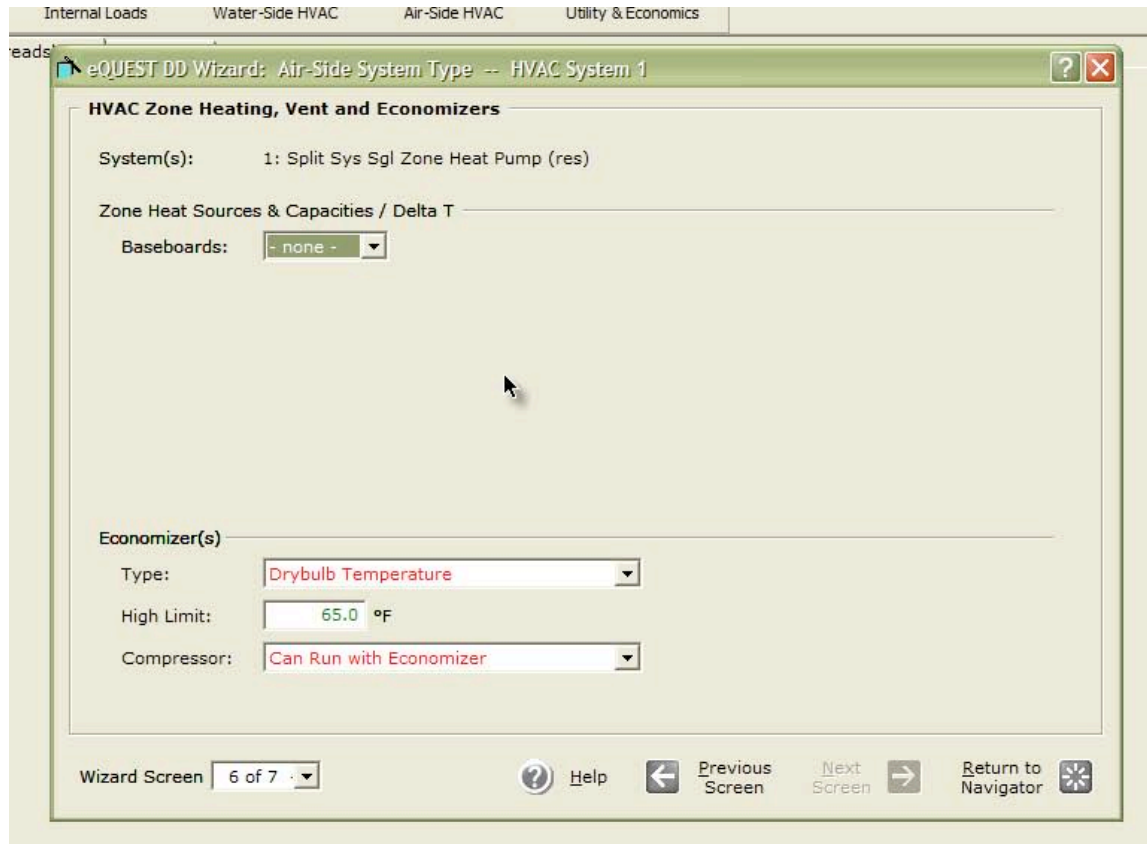 Internal Loads Water-Side HVAC Air-Side HVAC Utility & Economics
eQUEST DD Wizard: Air-Side System Type -- HVAC System 1
HVAC Zone Heating, Vent and Economizers
System(s): 1: Split Sys Sgl Zone Heat Pump (res)
Zone Heat Sources & Capacities / Delta T
Baseboards: - none -
Economizer(s)
Type: Drybulb Temperature
High Limit: 65.0 °F
Compressor: Can Run with Economizer
Wizard Screen 6 of 7 Help Previous Screen Next Screen Return to Navigator